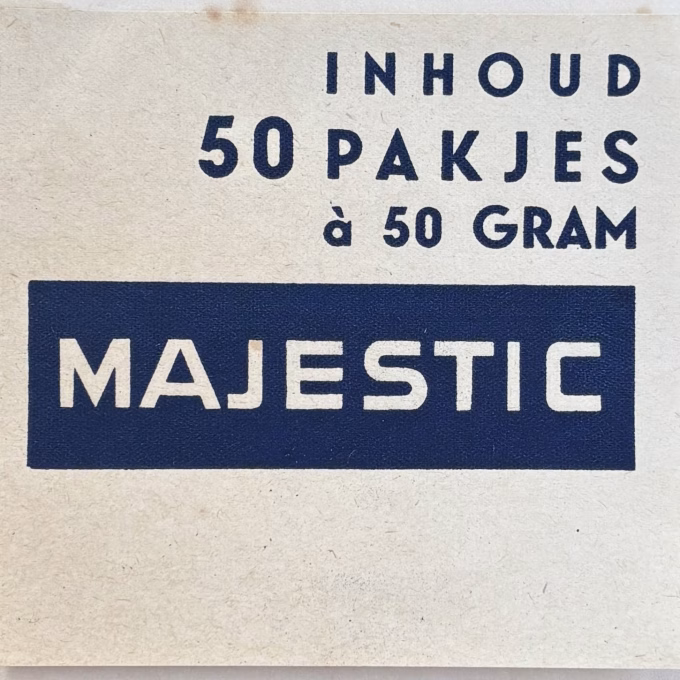 INHOUD
50 PAKJES
à 50 GRAM
MAJESTIC